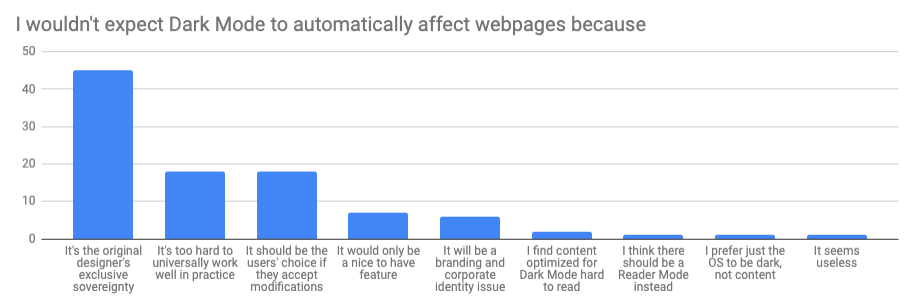 I wouldn't expect Dark Mode to automatically affect webpages because
50
40
30
20
10
0
It's the original
designer's
exclusive
sovereignty
It's too hard to
universally work
well in practice
It should be the
users' choice if
they accept
modifications
It would only be
a nice to have
feature
It will be a
branding and
corporate
identity issue
I find content
optimized for
Dark Mode hard
to read
I think there
should be a
Reader Mode
instead
I prefer just the
OS to be dark,
not content
It seems
useless